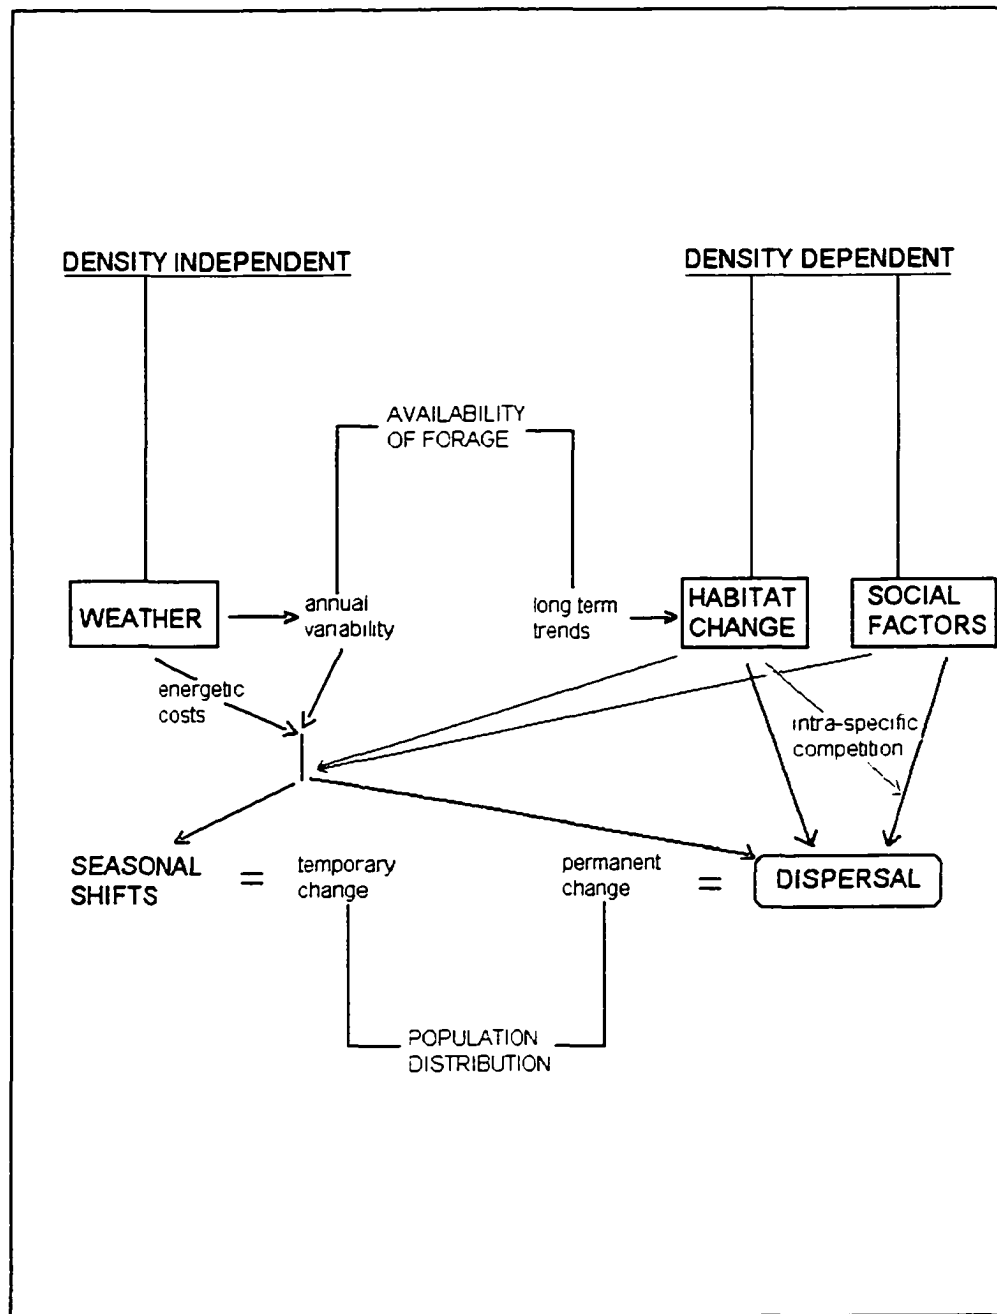 DENSITY INDEPENDENT
DENSITY DEPENDENT
AVAILABILITY
OF FORAGE
WEATHER
annual
variability
long term
trends
HABITAT
CHANGE
SOCIAL
FACTORS
energetic
costs
intra-specific
competition
SEASONAL
SHIFTS
=
temporary
change
permanent
change
=
DISPERSAL
POPULATION
DISTRIBUTION